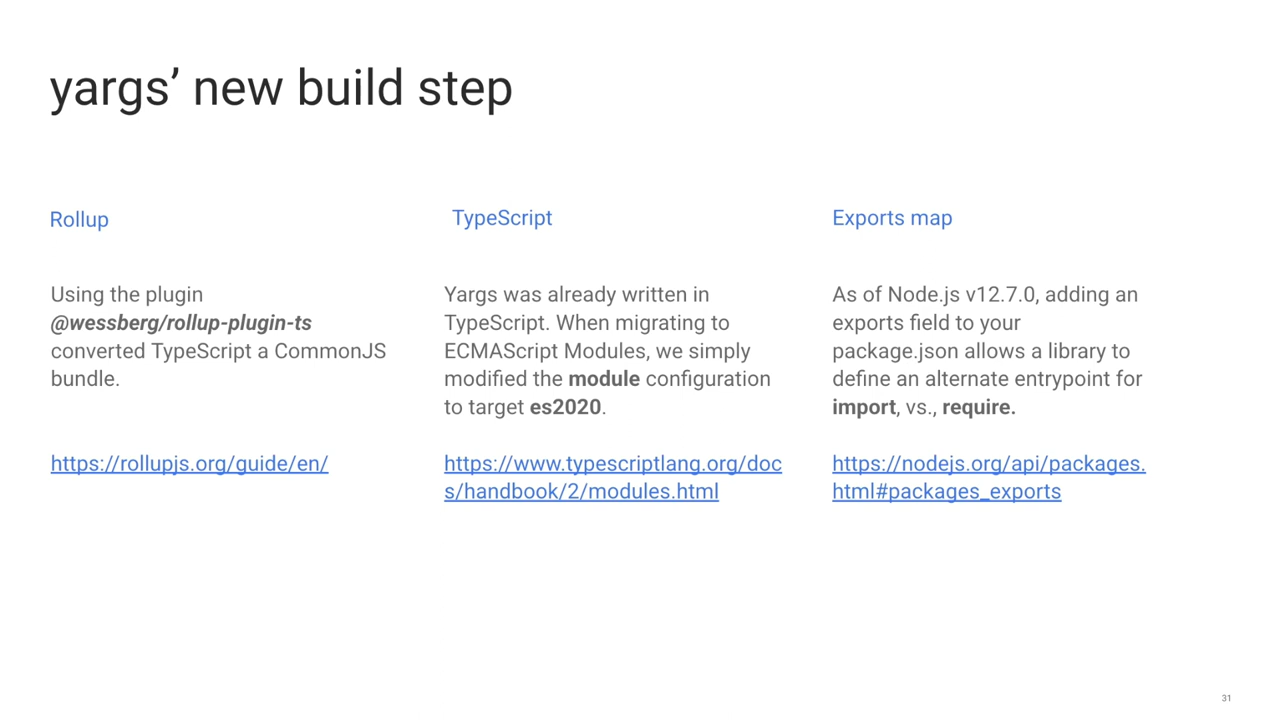 yargs’ new build step
Rollup
Using the plugin
@wessberg/rollup-plugin-ts
converted TypeScript a CommonJS
bundle.
https://rollupjs.org/guide/en/
TypeScript
Yargs was already written in
TypeScript. When migrating to
ECMAScript Modules, we simply
modified the module configuration
to target es2020.
https://www.typescriptlang.org/doc
s/handbook/2/modules.html
Exports map
As of Node.js v12.7.0, adding an
exports field to your
package.json allows a library to
define an alternate entrypoint for
import, vs., require.
https://nodejs.org/api/packages.
html#packages_exports
31